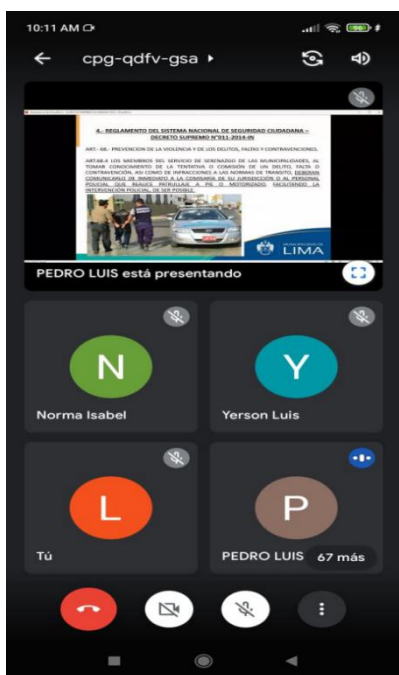 10:11 AM
cpg-qdfv-gsa
4.- REGLAMENTO DEL SISTEMA NACIONAL DE SEGURIDAD CIUDADANA –
DECRETO SUPREMO N°011-2014-IN
ART.- 68.- PREVENCION DE LA VIOLENCIA Y DE LOS DELITOS, FALTAS Y CONTRAVENCIONES.
ART.68.4 LOS MIEMBROS DEL SERVICIO DE SERENAZGO DE LAS MUNICIPALIDADES, AL
TOMAR CONOCIMIENTO DE LA TENTATIVA O COMISIÓN DE UN DELITO, FALTA O
CONTRAVENCIÓN, ASI COMO DE INFRACCIONES A LAS NORMAS DE TRANSITO, DEBERAN
COMUNICARLO DE INMEDIATO A LA COMISARÍA DE SU JURISDICCIÓN O AL PERSONAL
POLICIAL QUE REALICE PATRULLAJE A PIE O MOTORIZADO, FACILITANDO LA
INTERVENCIÓN POLICIAL, DE SER POSIBLE.
LIMA
PEDRO LUIS está presentando
N
Norma Isabel
Y
Yerson Luis
L
Tú
P
PEDRO LUIS
67 más